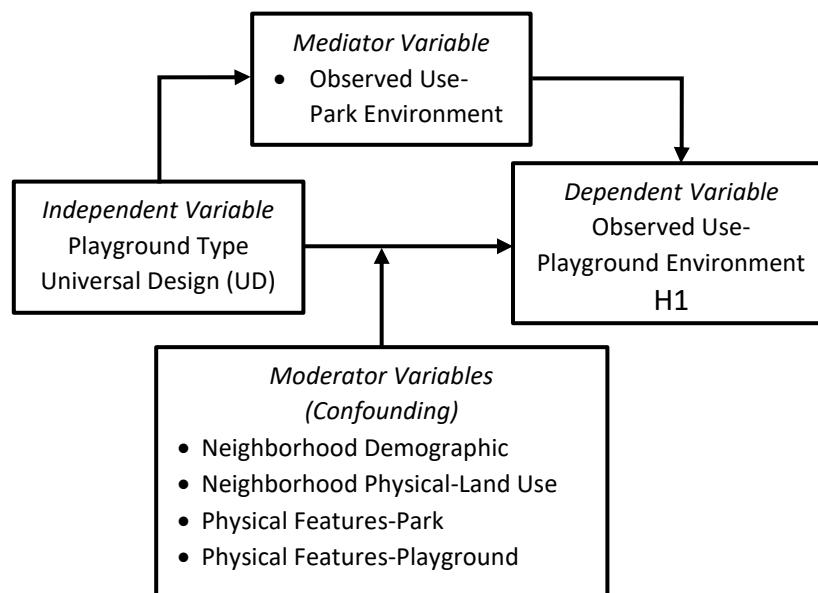 Mediator Variable
• Observed Use-
Park Environment
Independent Variable
Playground Type
Universal Design (UD)
Dependent Variable
Observed Use-
Playground Environment
H1
Moderator Variables
(Confounding)
• Neighborhood Demographic
• Neighborhood Physical-Land Use
• Physical Features-Park
• Physical Features-Playground